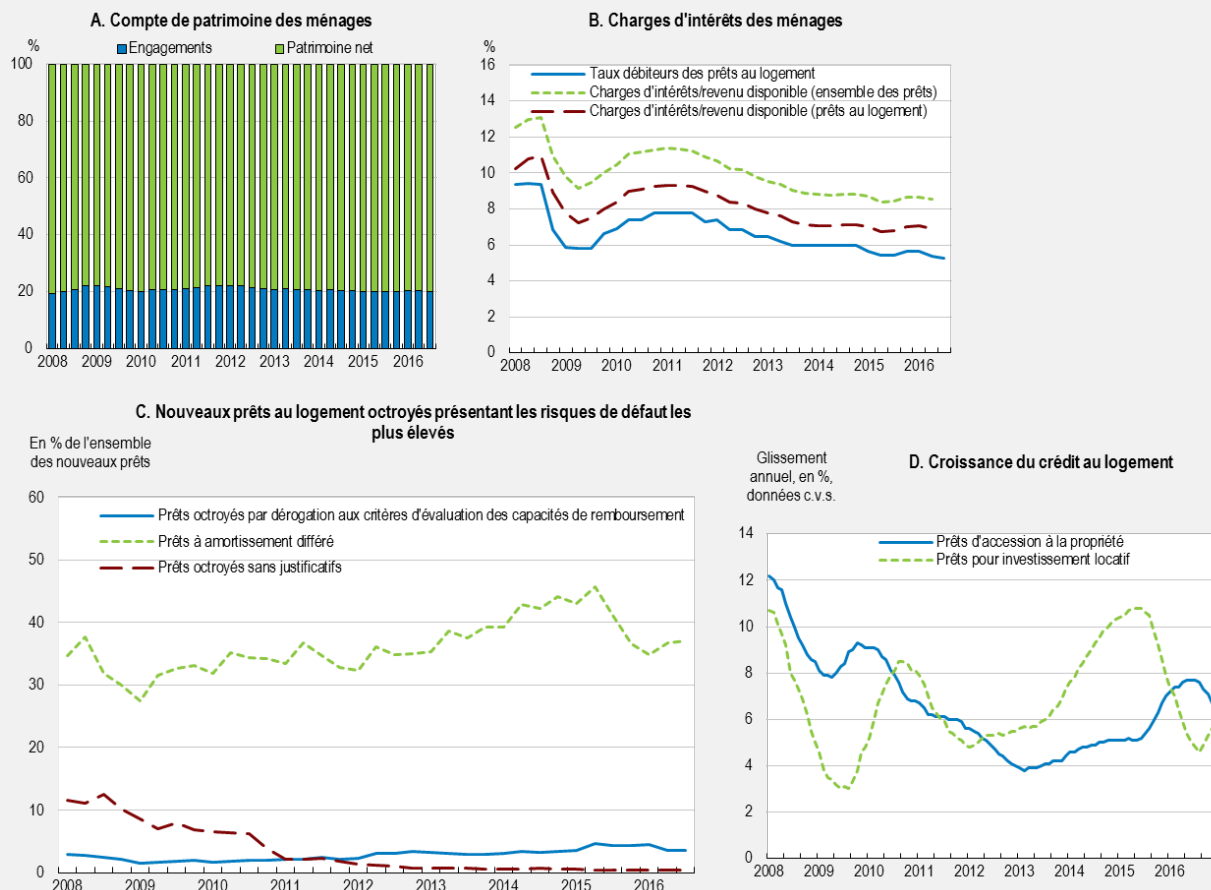 A. Compte de patrimoine des ménages
%
Engagements
Patrimoine net
100
80
60
40
20
0
2008 2009 2010 2011 2012 2013 2014 2015 2016
B. Charges d'intérêts des ménages
%
16
14
12
10
8
6
4
2
0
Taux débiteurs des prêts au logement
Charges d'intérêts/revenu disponible (ensemble des prêts)
Charges d'intérêts/revenu disponible (prêts au logement)
2008 2009 2010 2011 2012 2013 2014 2015 2016
C. Nouveaux prêts au logement octroyés présentant les risques de défaut les
plus élevés
En % de l'ensemble
des nouveaux prêts
60
50
40
30
20
10
0
Prêts octroyés par dérogation aux critères d'évaluation des capacités de remboursement
Prêts à amortissement différé
Prêts octroyés sans justificatifs
2008 2009 2010 2011 2012 2013 2014 2015 2016
D. Croissance du crédit au logement
Glissement
annuel, en %,
données c.v.s.
14
12
10
8
6
4
2
0
Prêts d'accession à la propriété
Prêts pour investissement locatif
2008 2009 2010 2011 2012 2013 2014 2015 2016